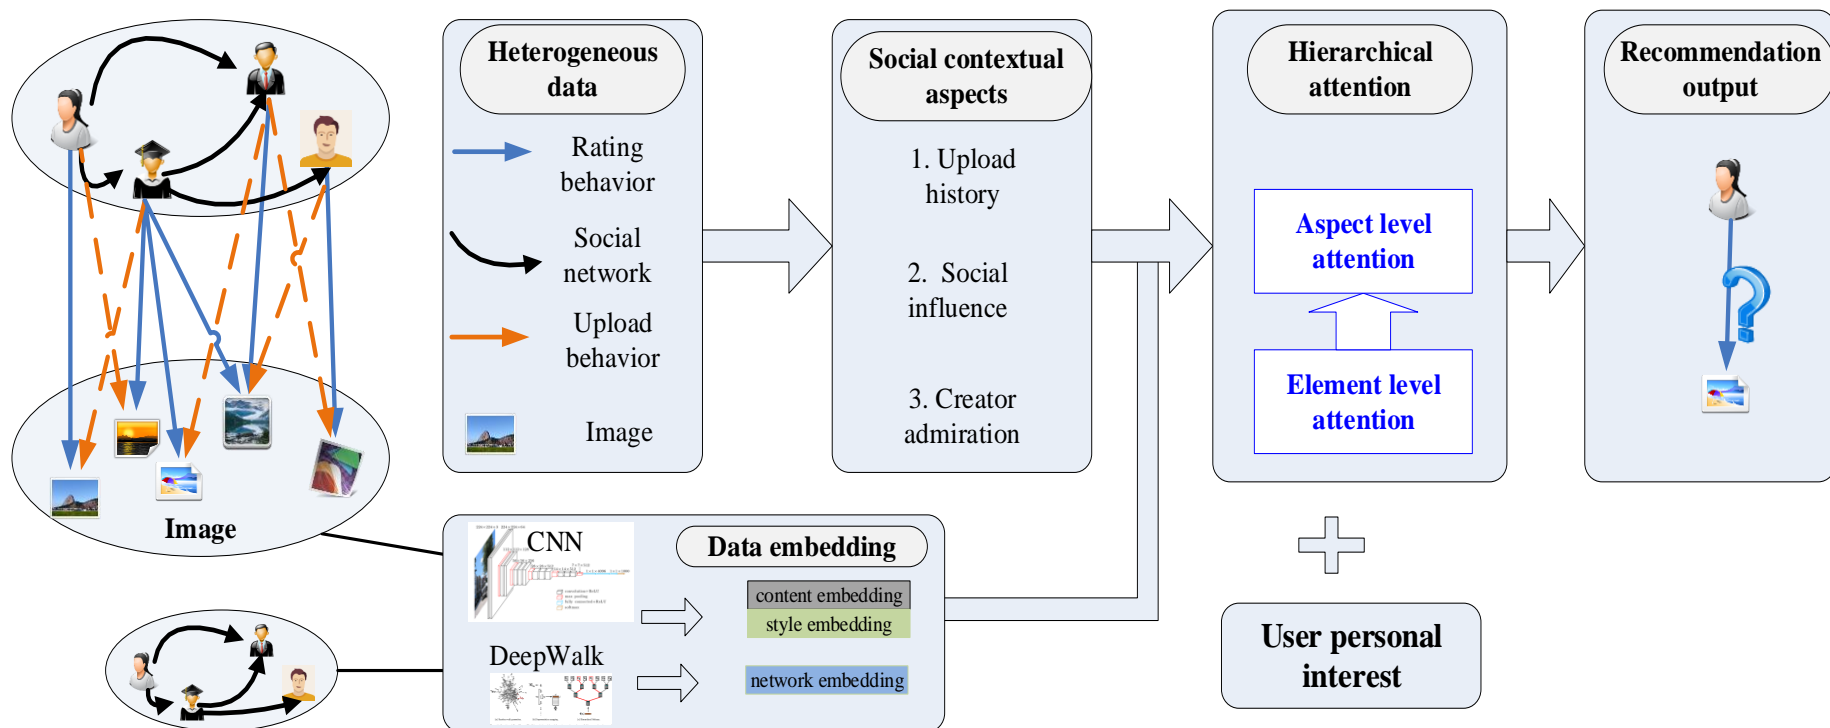 Heterogeneous
data
Rating
behavior
Social
network
Upload
behavior
Image
Social contextual
aspects
1. Upload
history
2. Social
influence
3. Creator
admiration
Hierarchical
attention
Aspect level
attention
Element level
attention
Recommendation
output
Image
CNN
Data embedding
content embedding
style embedding
DeepWalk
network embedding
User personal
interest